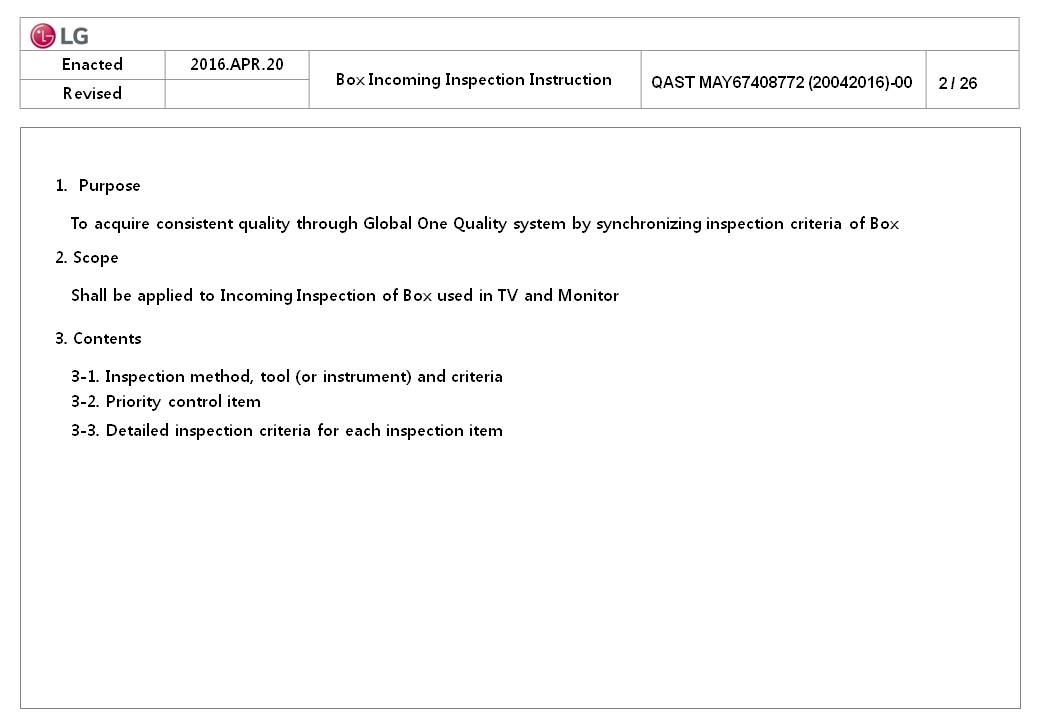 LG
Enacted
2016.APR.20
Box Incoming Inspection Instruction
QAST MAY67408772 (20042016)-00
2 / 26
Revised
1. Purpose
To acquire consistent quality through Global One Quality system by synchronizing inspection criteria of Box
2. Scope
Shall be applied to Incoming Inspection of Box used in TV and Monitor
3. Contents
3-1. Inspection method, tool (or instrument) and criteria
3-2. Priority control item
3-3. Detailed inspection criteria for each inspection item